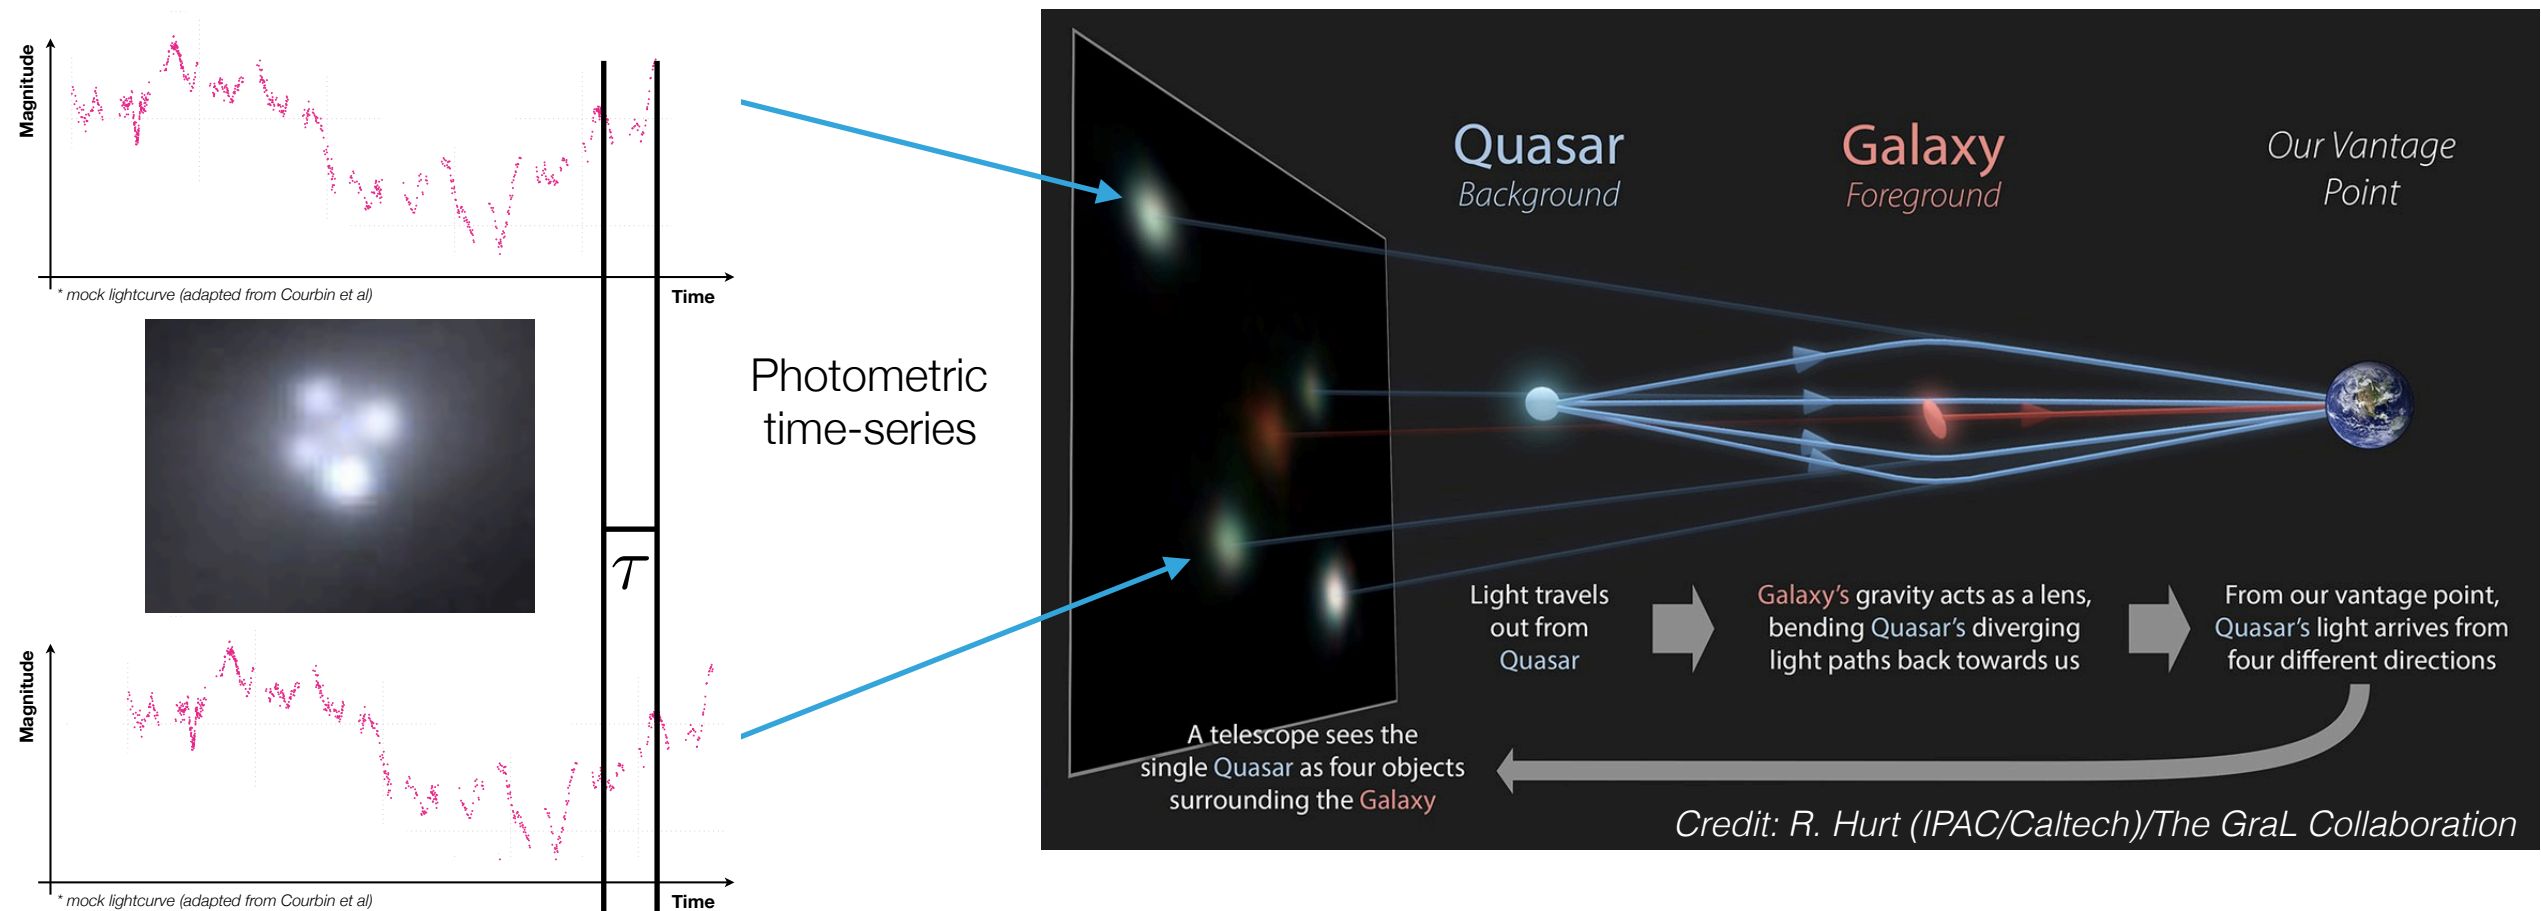 Magnitude
* mock lightcurve (adapted from Courbin et al)
Time
Photometric
time-series
τ
Magnitude
* mock lightcurve (adapted from Courbin et al)
Time
Quasar
Background
Galaxy
Foreground
Our Vantage
Point
Light travels
out from
Quasar
Galaxy's gravity acts as a lens,
bending Quasar's diverging
light paths back towards us
From our vantage point,
Quasar's light arrives from
four different directions
A telescope sees the
single Quasar as four objects
surrounding the Galaxy
Credit: R. Hurt (IPAC/Caltech)/The GraL Collaboration